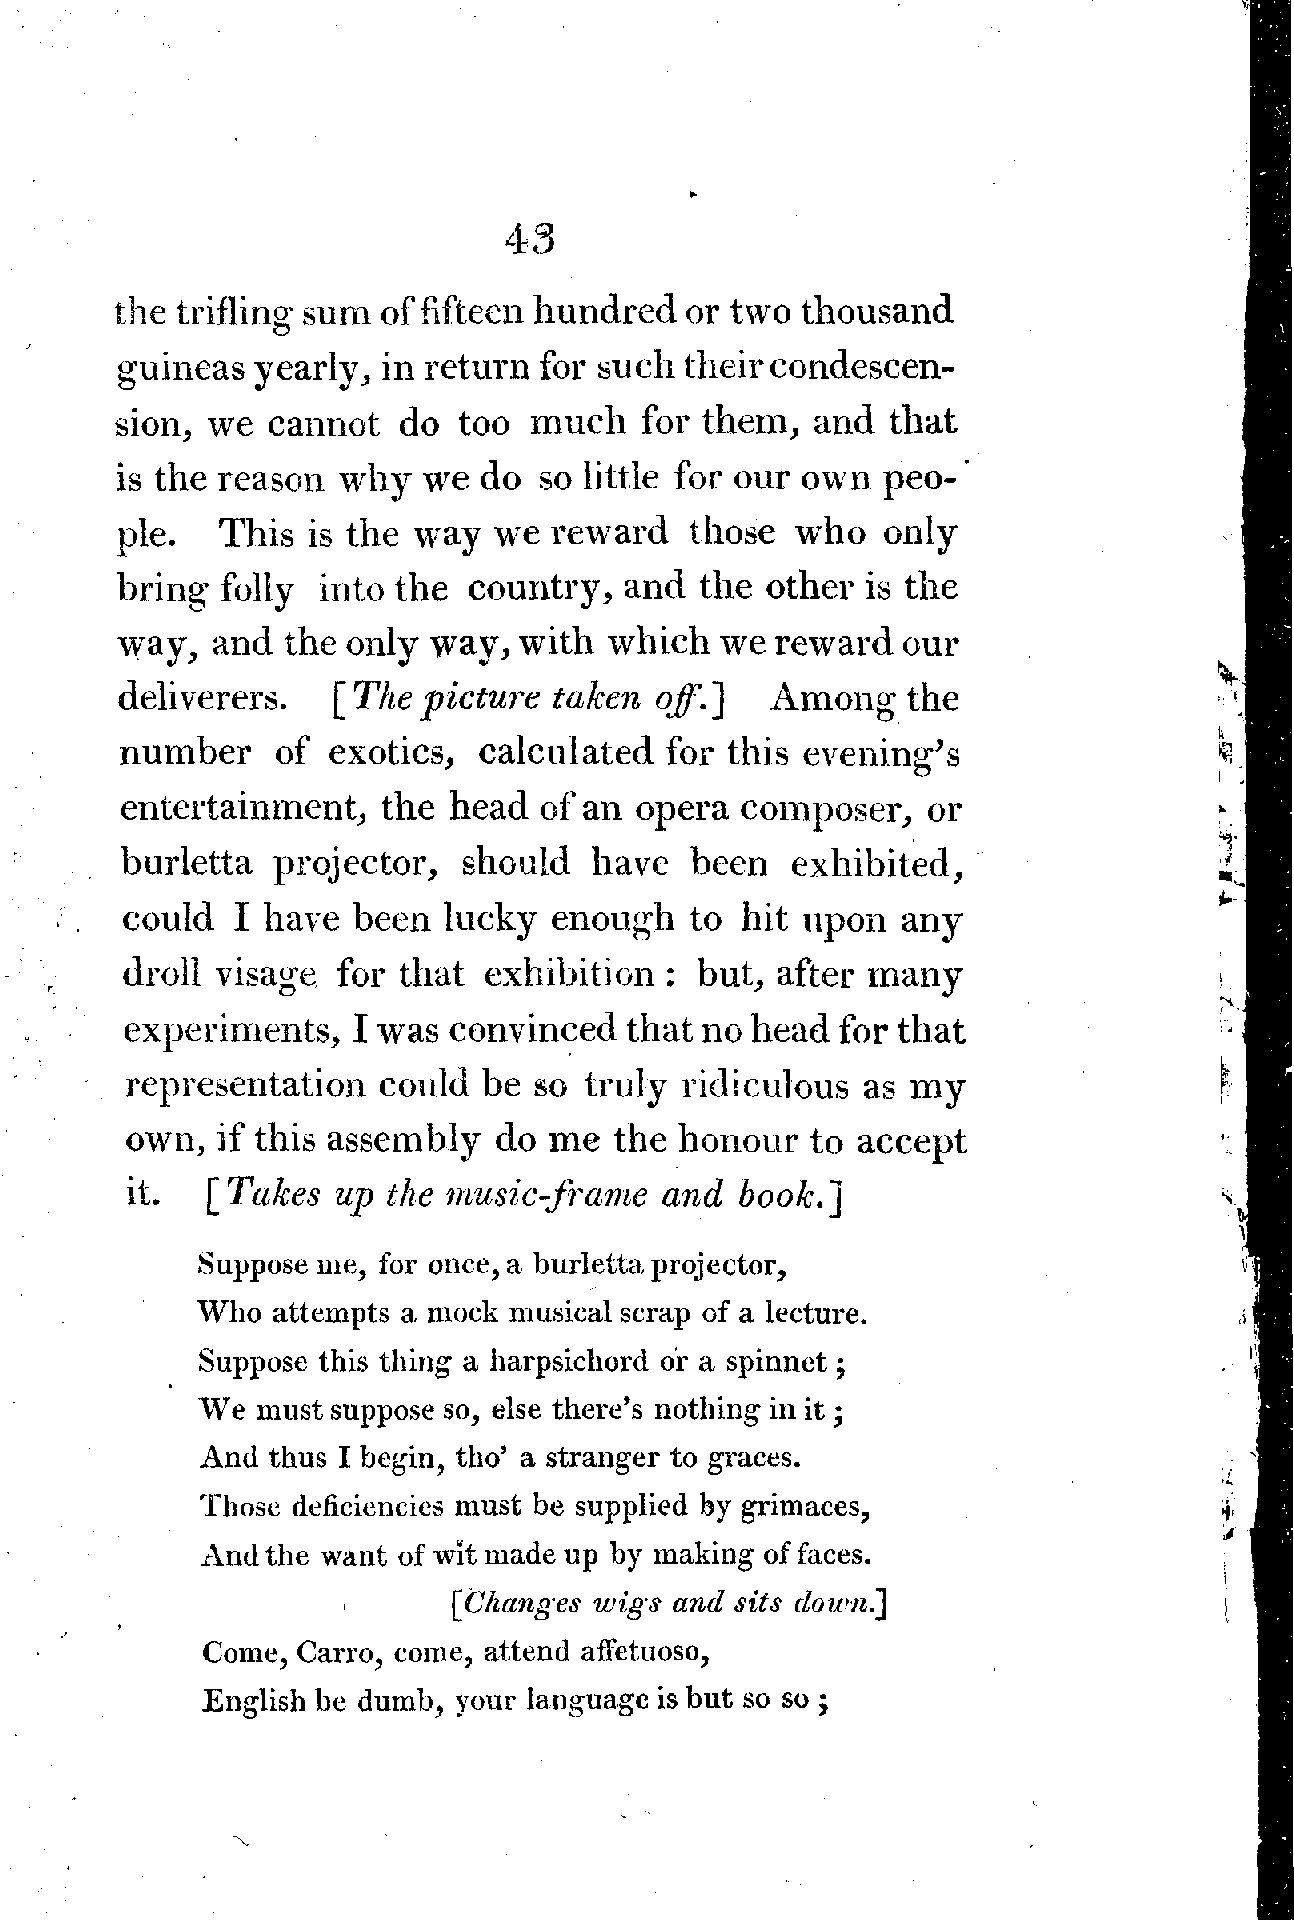 43
the trifling sum of fifteen hundred or two thousand
guineas yearly, in return for such their condescen-
sion, we cannot do too much for them, and that
is the reason why we do so little for our own peo-
ple. This is the way we reward those who only
bring folly into the country, and the other is the
way, and the only way, with which we reward our
deliverers. [The picture taken off.] Among the
number of exotics, calculated for this evening's
entertainment, the head of an opera composer, or
burletta projector, should have been exhibited,
could I have been lucky enough to hit upon any
droll visage for that exhibition : but, after many
experiments, I was convinced that no head for that
representation could be so truly ridiculous as my
own, if this assembly do me the honour to accept
it. [Takes up the music-frame and book.]
Suppose me, for once, a burletta projector,
Who attempts a mock musical scrap of a lecture.
Suppose this thing a harpsichord or a spinnet ;
We must suppose so, else there's nothing in it ;
And thus I begin, tho' a stranger to graces.
Those deficiencies must be supplied by grimaces,
And the want of wit made up by making of faces.
[Changes wigs and sits down.]
Come, Carro, come, attend affetuoso,
English be dumb, your language is but so so ;